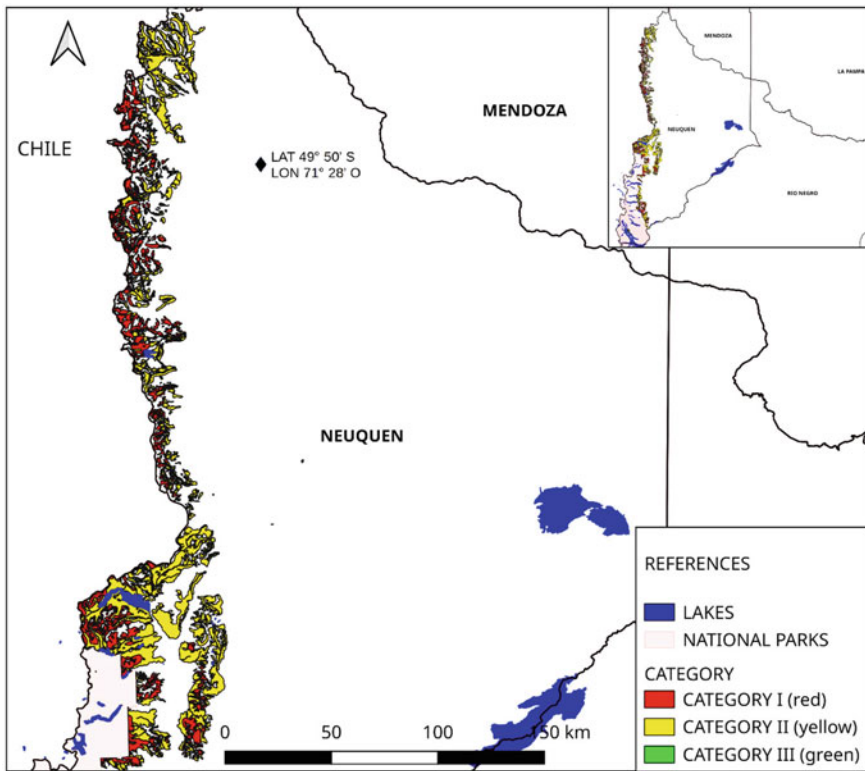 MENDOZA
CHILE
LAT 49° 50' S
LON 71° 28' O
NEUQUEN
MENDOZA
LA PAMPA
NEUQUEN
RIO NEGRO
REFERENCES
LAKES
NATIONAL PARKS
CATEGORY
CATEGORY I (red)
CATEGORY II (yellow)
CATEGORY III (green)
0 50 100 150 km